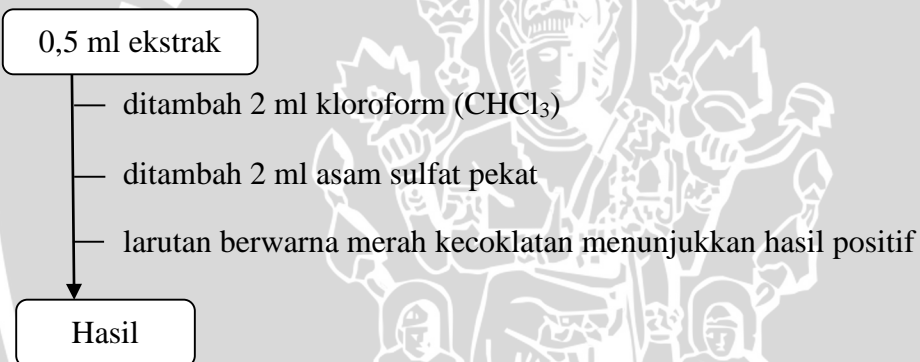 0,5 ml ekstrak
ditambah 2 ml kloroform (CHCl₃)
ditambah 2 ml asam sulfat pekat
larutan berwarna merah kecoklatan menunjukkan hasil positif
Hasil